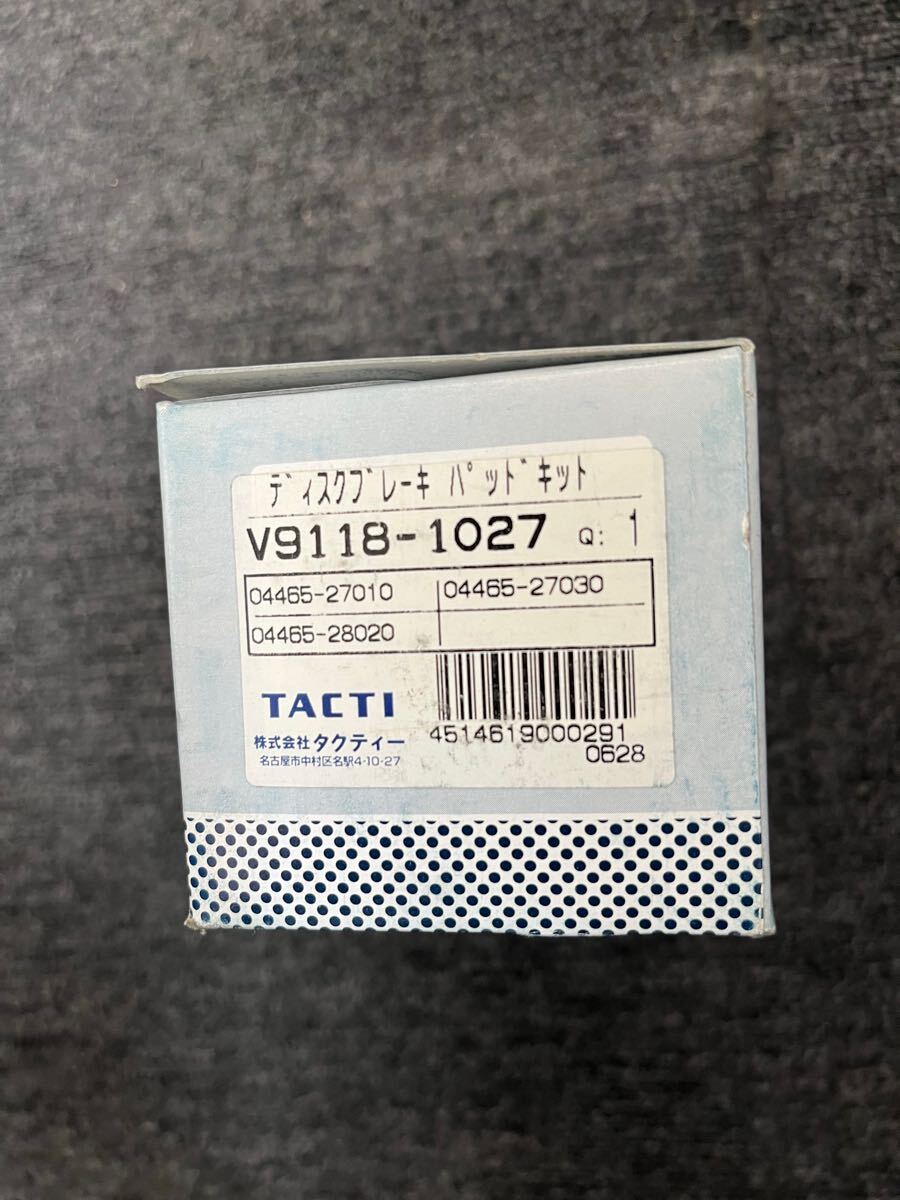 ディスクブレーキ パッドキット
V9118-1027 Q: 1
04465-27010 04465-27030
04465-28020
TACTI
株式会社タクティー
名古屋市中村区名駅4-10-27
4514619000291
0628